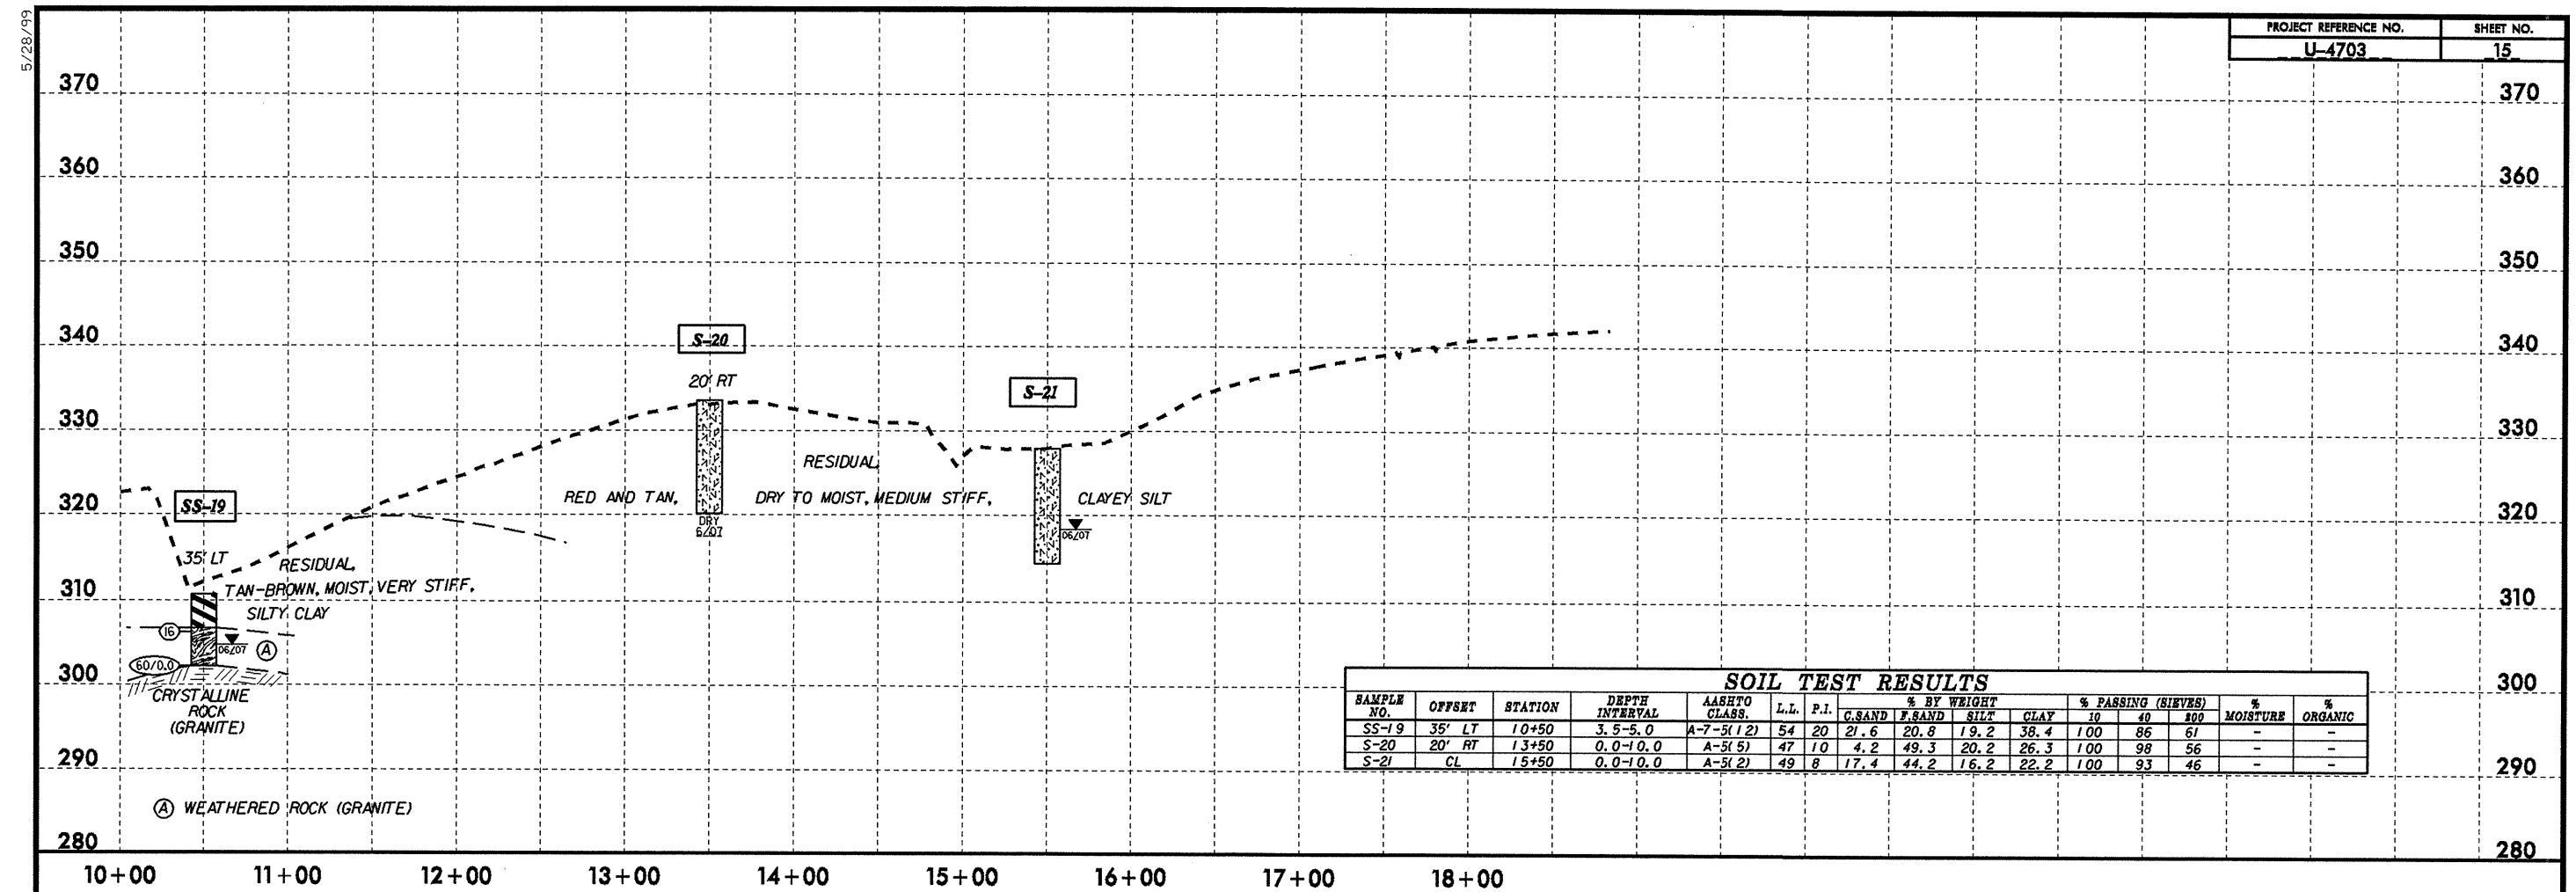 5/28/99
PROJECT REFERENCE NO. SHEET NO.
U-4703 15
370 370
360 360
350 350
340 340
330 330
320 320
310 310
300 300
290 290
280 280
S-20
20' RT
S-21
SS-19
35' LT
RESIDUAL,
TAN-BROWN, MOIST, VERY STIFF,
SILTY CLAY
RESIDUAL,
RED AND TAN, DRY TO MOIST, MEDIUM STIFF, CLAYEY SILT
DRY
6/07
06/07
16
06/07
A
60/0.0
CRYSTALLINE
ROCK
(GRANITE)
A WEATHERED ROCK (GRANITE)
SOIL TEST RESULTS
SAMPLE NO. OFFSET STATION DEPTH INTERVAL AASHTO CLASS. L.L. P.I. % BY WEIGHT % PASSING (SIEVES) % MOISTURE % ORGANIC
C.SAND F.SAND SILT CLAY 10 40 200
SS-19 35' LT 10+50 3.5-5.0 A-7-5(12) 54 20 21.6 20.8 19.2 38.4 100 86 61 - -
S-20 20' RT 13+50 0.0-10.0 A-5(5) 47 10 4.2 49.3 20.2 26.3 100 98 56 - -
S-21 CL 15+50 0.0-10.0 A-5(2) 49 8 17.4 44.2 16.2 22.2 100 93 46 - -
10+00 11+00 12+00 13+00 14+00 15+00 16+00 17+00 18+00